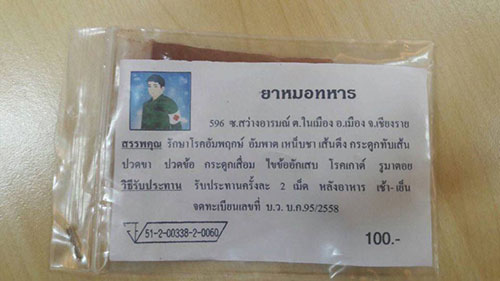 ยาหมอทหาร
596 ซ.สว่างอารมณ์ ต.ในเมือง อ.เมือง จ.เชียงราย
สรรพคุณ รักษาโรคอัมพฤกษ์ อัมพาต เหน็บชา เส้นตึง กระดูกทับเส้น
ปวดขา ปวดข้อ กระดูกเสื่อม ไขข้ออักเสบ โรคเกาต์ รูมาตอย
วิธีรับประทาน รับประทานครั้งละ 2 เม็ด หลังอาหาร เช้า-เย็น
จดทะเบียนเลขที่ บ.ว. บ.ค.95/2558
51-2-00338-2-0060
100.-